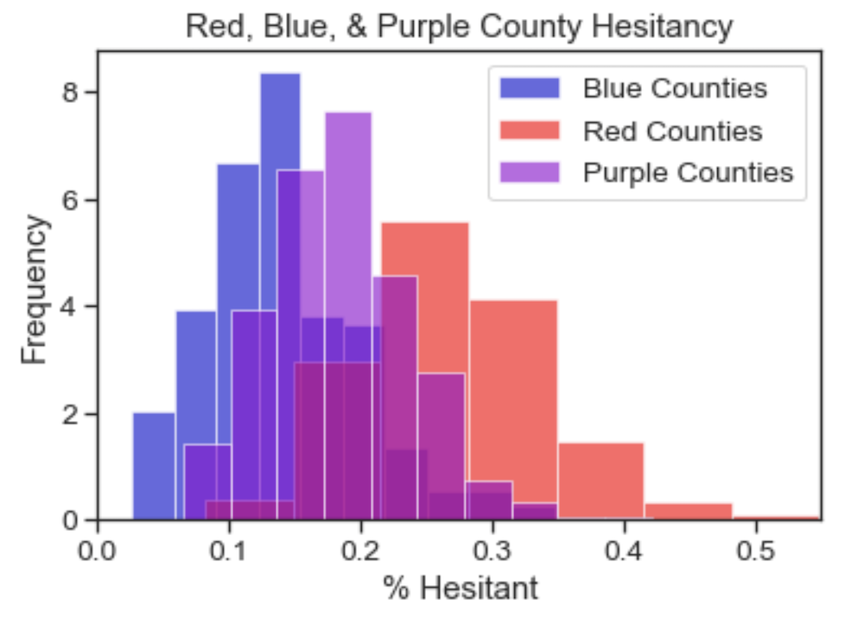 Red, Blue, & Purple County Hesitancy
Blue Counties
Red Counties
Purple Counties
Frequency
8
6
4
2
0
0.0 0.1 0.2 0.3 0.4 0.5
% Hesitant